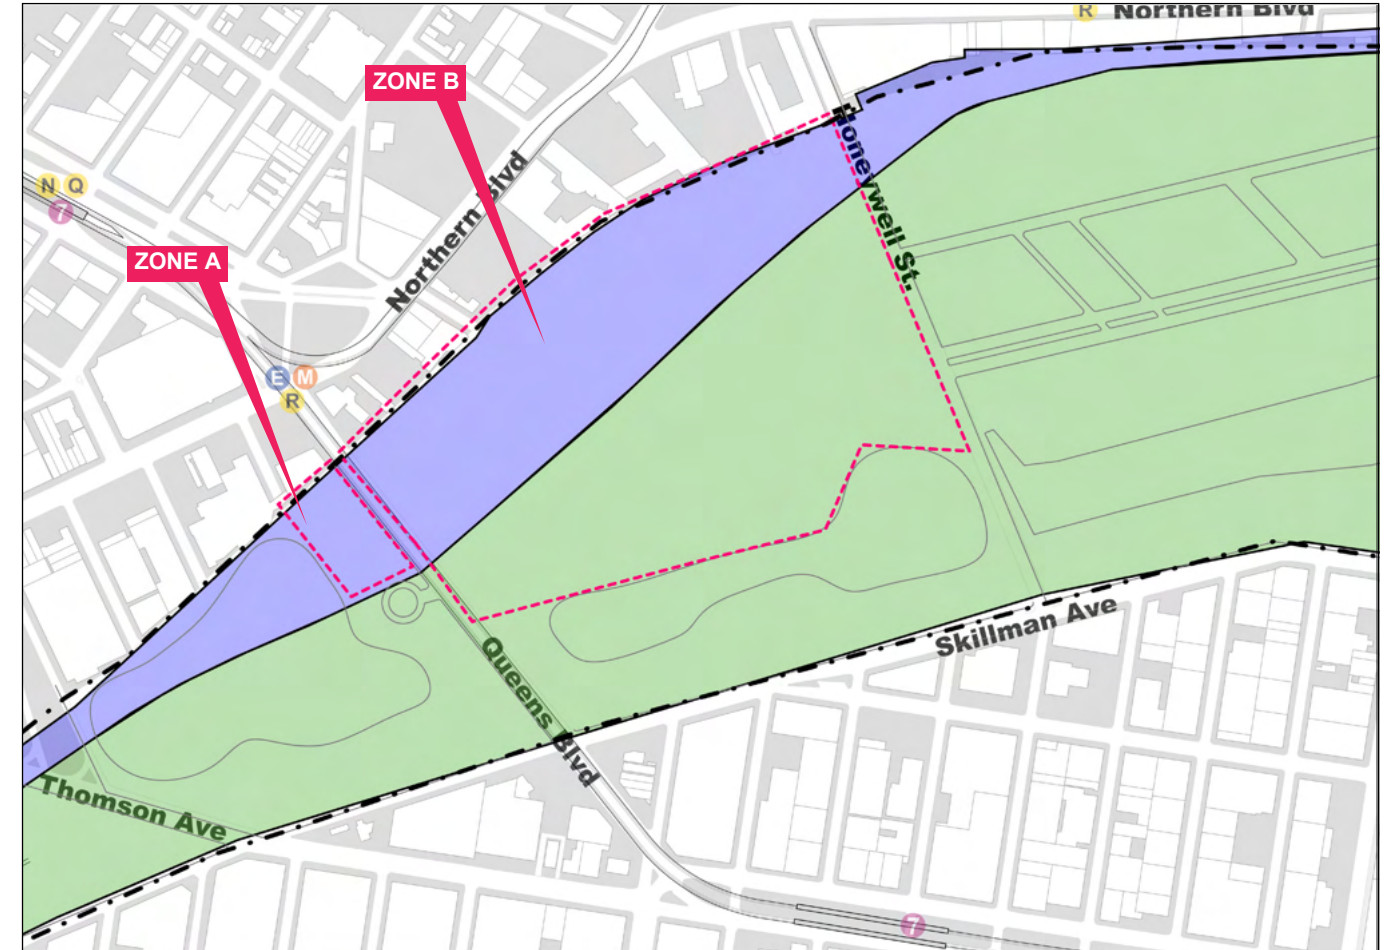 R Northern Blvd
ZONE B
Honeywell St.
N Q
7
Northern Blvd
ZONE A
E M
R
Skillman Ave
Queens Blvd
Thomson Ave
7